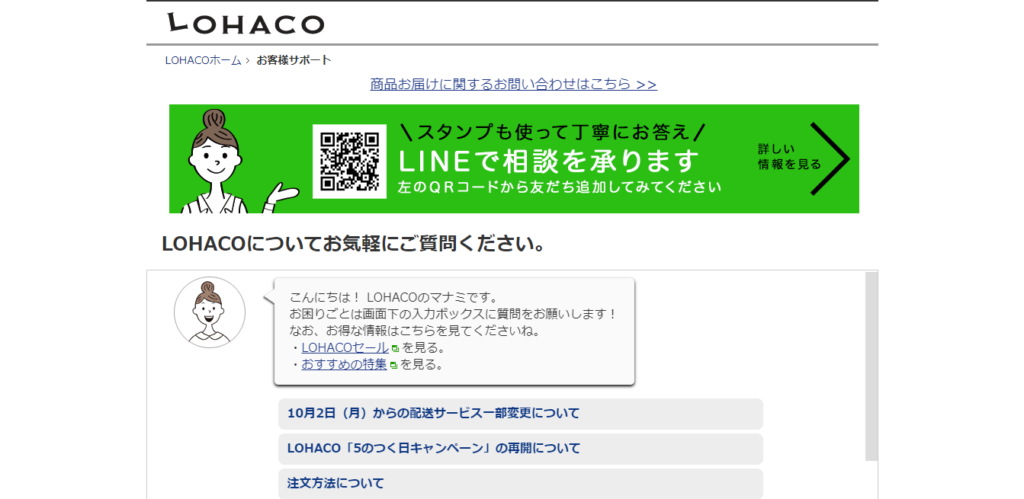 LOHACO
LOHACOホーム › お客様サポート
商品お届けに関するお問い合わせはこちら >>
\スタンプも使って丁寧にお答え/
LINEで相談を承ります
左のQRコードから友だち追加してみてください
詳しい
情報を見る
LOHACOについてお気軽にご質問ください。
こんにちは！ LOHACOのマナミです。
お困りごとは画面下の入力ボックスに質問をお願いします！
なお、お得な情報はこちらを見てくださいね。
・LOHACOセール を見る。
・おすすめの特集 を見る。
10月2日（月）からの配送サービス一部変更について
LOHACO「5のつく日キャンペーン」の再開について
注文方法について